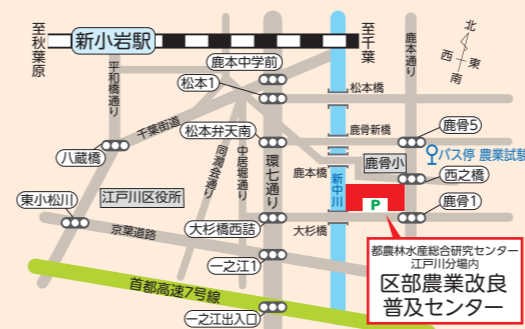 至秋葉原
新小岩駅
至千葉
北
東
西
南
鹿本中学前
鹿本通り
平和橋通り
松本1
松本橋
千葉街道
松本弁天南
鹿骨新橋
鹿骨5
八蔵橋
同潤会通り
中居堀通り
環七通り
鹿本橋
新中川
鹿骨小
バス停 農業試験
西之橋
東小松川
江戸川区役所
P
鹿骨1
京葉道路
大杉橋西詰
大杉橋
都農林水産総合研究センター
江戸川分場内
区部農業改良
普及センター
一之江1
首都高速7号線
一之江出入口